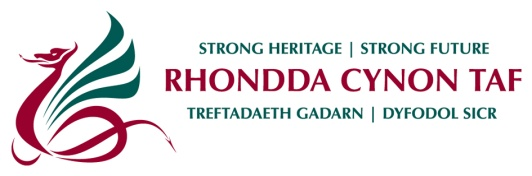 STRONG HERITAGE | STRONG FUTURE
RHONDDA CYNON TAF
TREFTADAETH GADARN | DYFODOL SICR